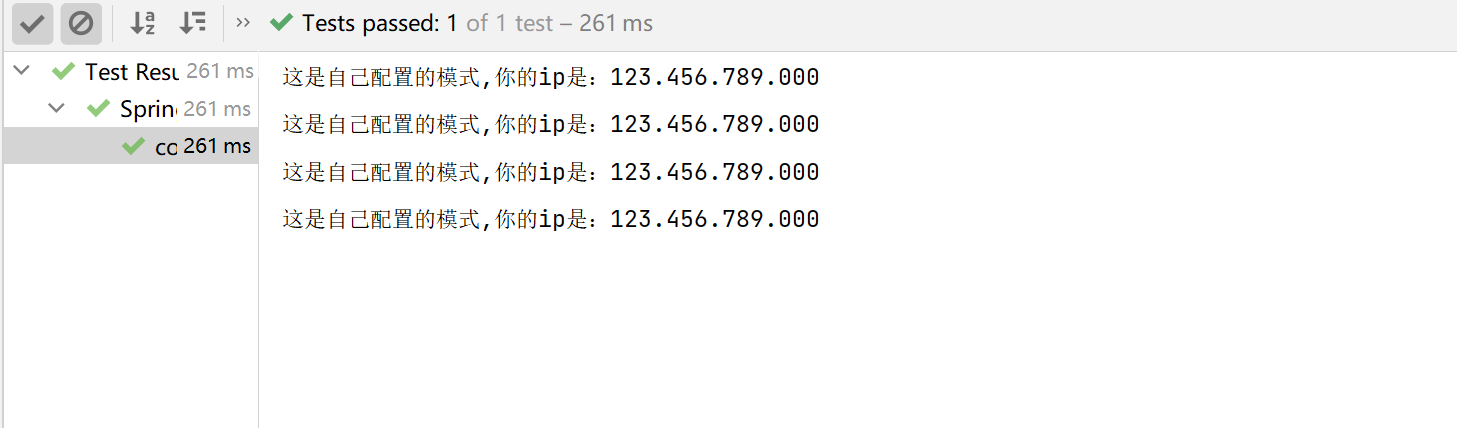 Tests passed: 1 of 1 test – 261 ms
Test Resu 261 ms
Sprin 261 ms
co 261 ms
这是自己配置的模式,你的ip是：123.456.789.000
这是自己配置的模式,你的ip是：123.456.789.000
这是自己配置的模式,你的ip是：123.456.789.000
这是自己配置的模式,你的ip是：123.456.789.000